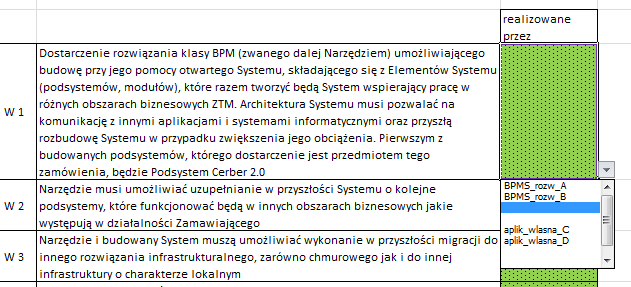 realizowane
przez
W 1
Dostarczenie rozwiązania klasy BPM (zwanego dalej Narzędziem) umożliwiającego
budowę przy jego pomocy otwartego Systemu, składającego się z Elementów Systemu
(podsystemów, modułów), które razem tworzyć będą System wspierający pracę w
różnych obszarach biznesowych ZTM. Architektura Systemu musi pozwalać na
komunikację z innymi aplikacjami i systemami informatycznymi oraz przyszłą
rozbudowę Systemu w przypadku zwiększenia jego obciążenia. Pierwszym z
budowanych podsystemów, którego dostarczenie jest przedmiotem tego
zamówienia, będzie Podsystem Cerber 2.0
W 2
Narzędzie musi umożliwiać uzupełnianie w przyszłości Systemu o kolejne
podsystemy, które funkcjonować będą w innych obszarach biznesowych jakie
występują w działalności Zamawiającego
W 3
Narzędzie i budowany System muszą umożliwiać wykonanie w przyszłości migracji do
innego rozwiązania infrastrukturalnego, zarówno chmurowego jak i do innej
infrastruktury o charakterze lokalnym
BPMS_rozw_A
BPMS_rozw_B
aplik_wlasna_C
aplik_wlasna_D